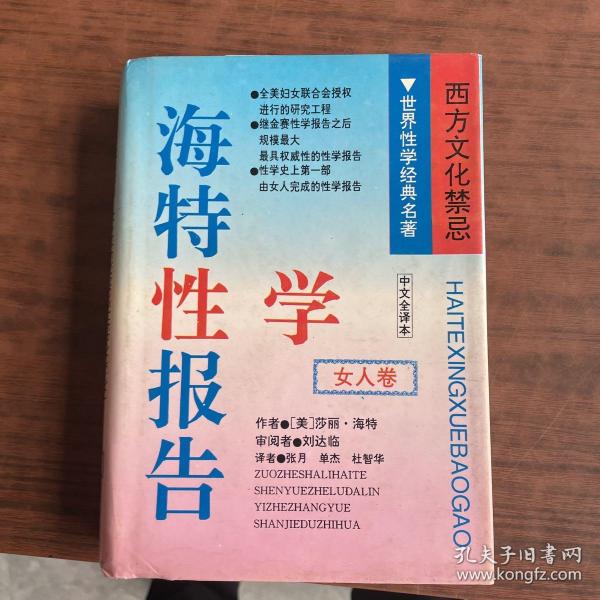 海特性学报告
女人卷
●全美妇女联合会授权
进行的研究工程
●继金赛性学报告之后
规模最大
最具权威性的性学报告
●性学史上第一部
由女人完成的性学报告
▼世界性学经典名著
西方文化禁忌
中文全译本
HAITEXINGXUEBAOGAO
作者●[美]莎丽·海特
审阅者●刘达临
译者●张月 单杰 杜智华
ZUOZHESHALIHAITE
SHENYUEZHELUDALIN
YIZHEZHANGYUE
SHANJIEDUZHIHUA
孔夫子旧书网
www.kongfz.com